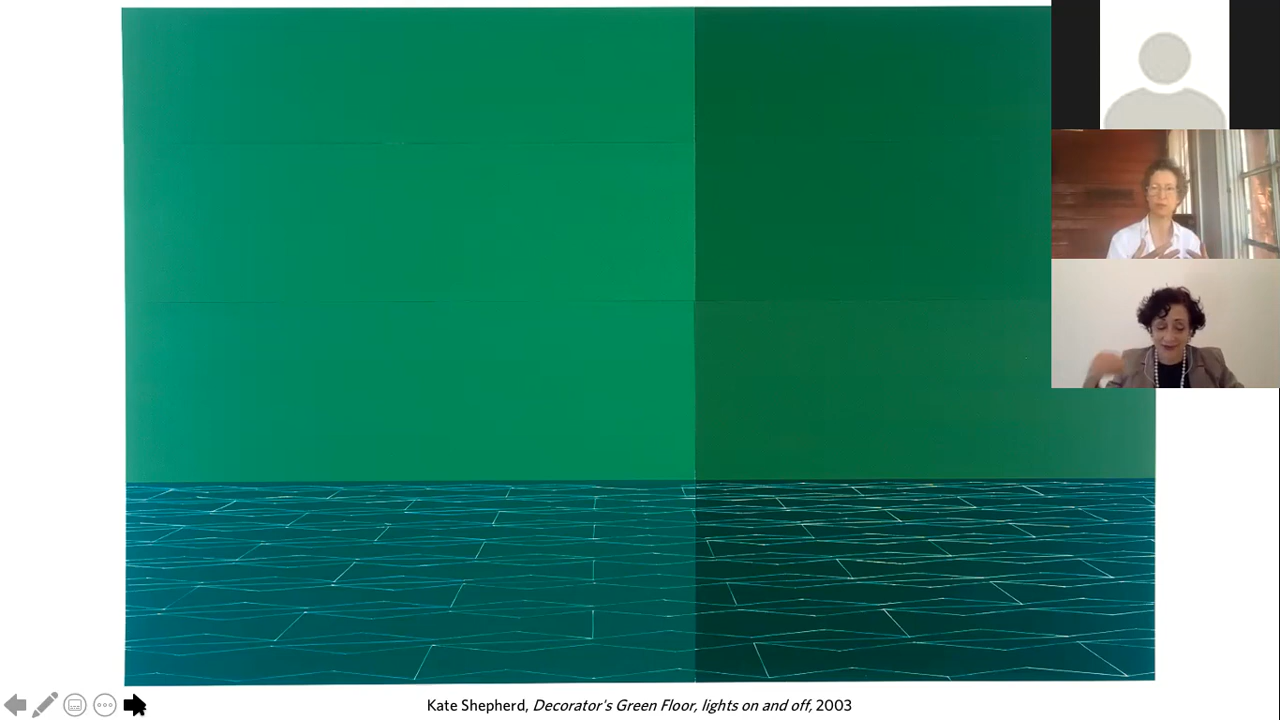 Kate Shepherd, Decorator's Green Floor, lights on and off, 2003